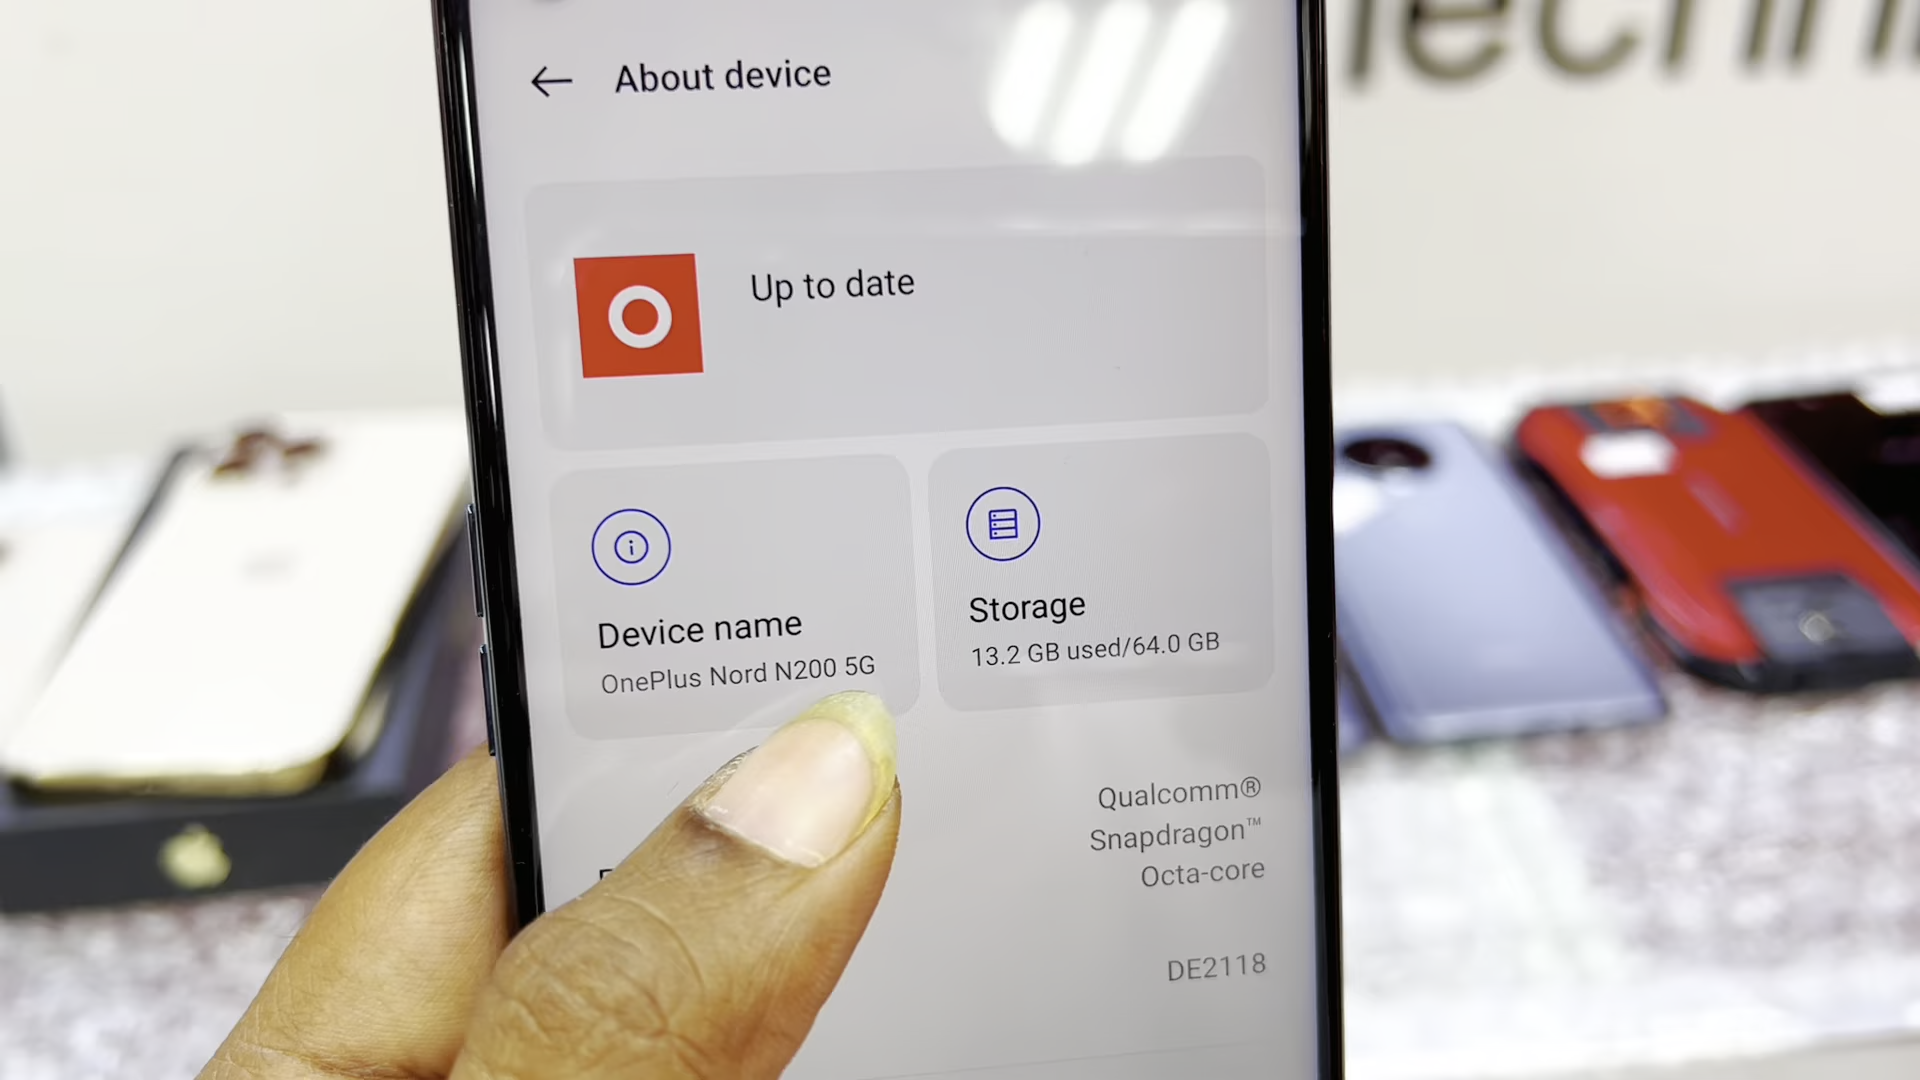 About device
Up to date
Device name
OnePlus Nord N200 5G
Storage
13.2 GB used/64.0 GB
Qualcomm®
Snapdragon™
Octa-core
DE2118